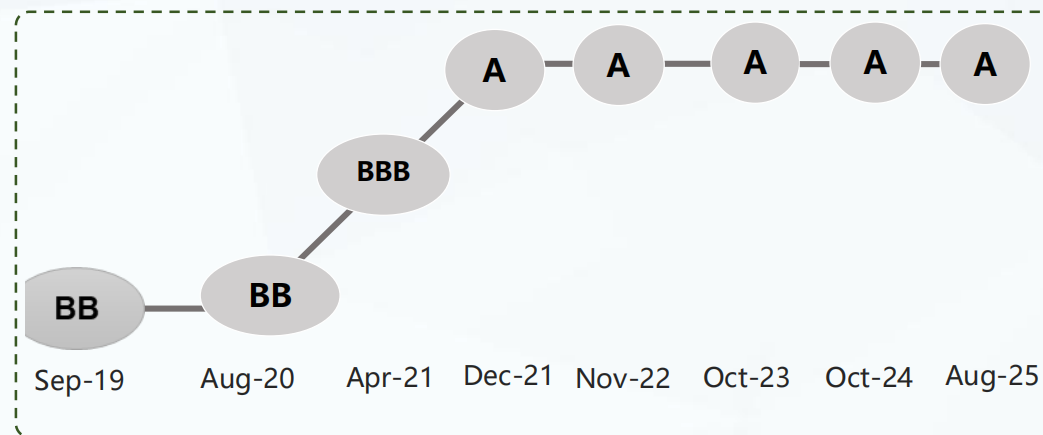 A A A A A
BBB
BB BB
Sep-19 Aug-20 Apr-21 Dec-21 Nov-22 Oct-23 Oct-24 Aug-25